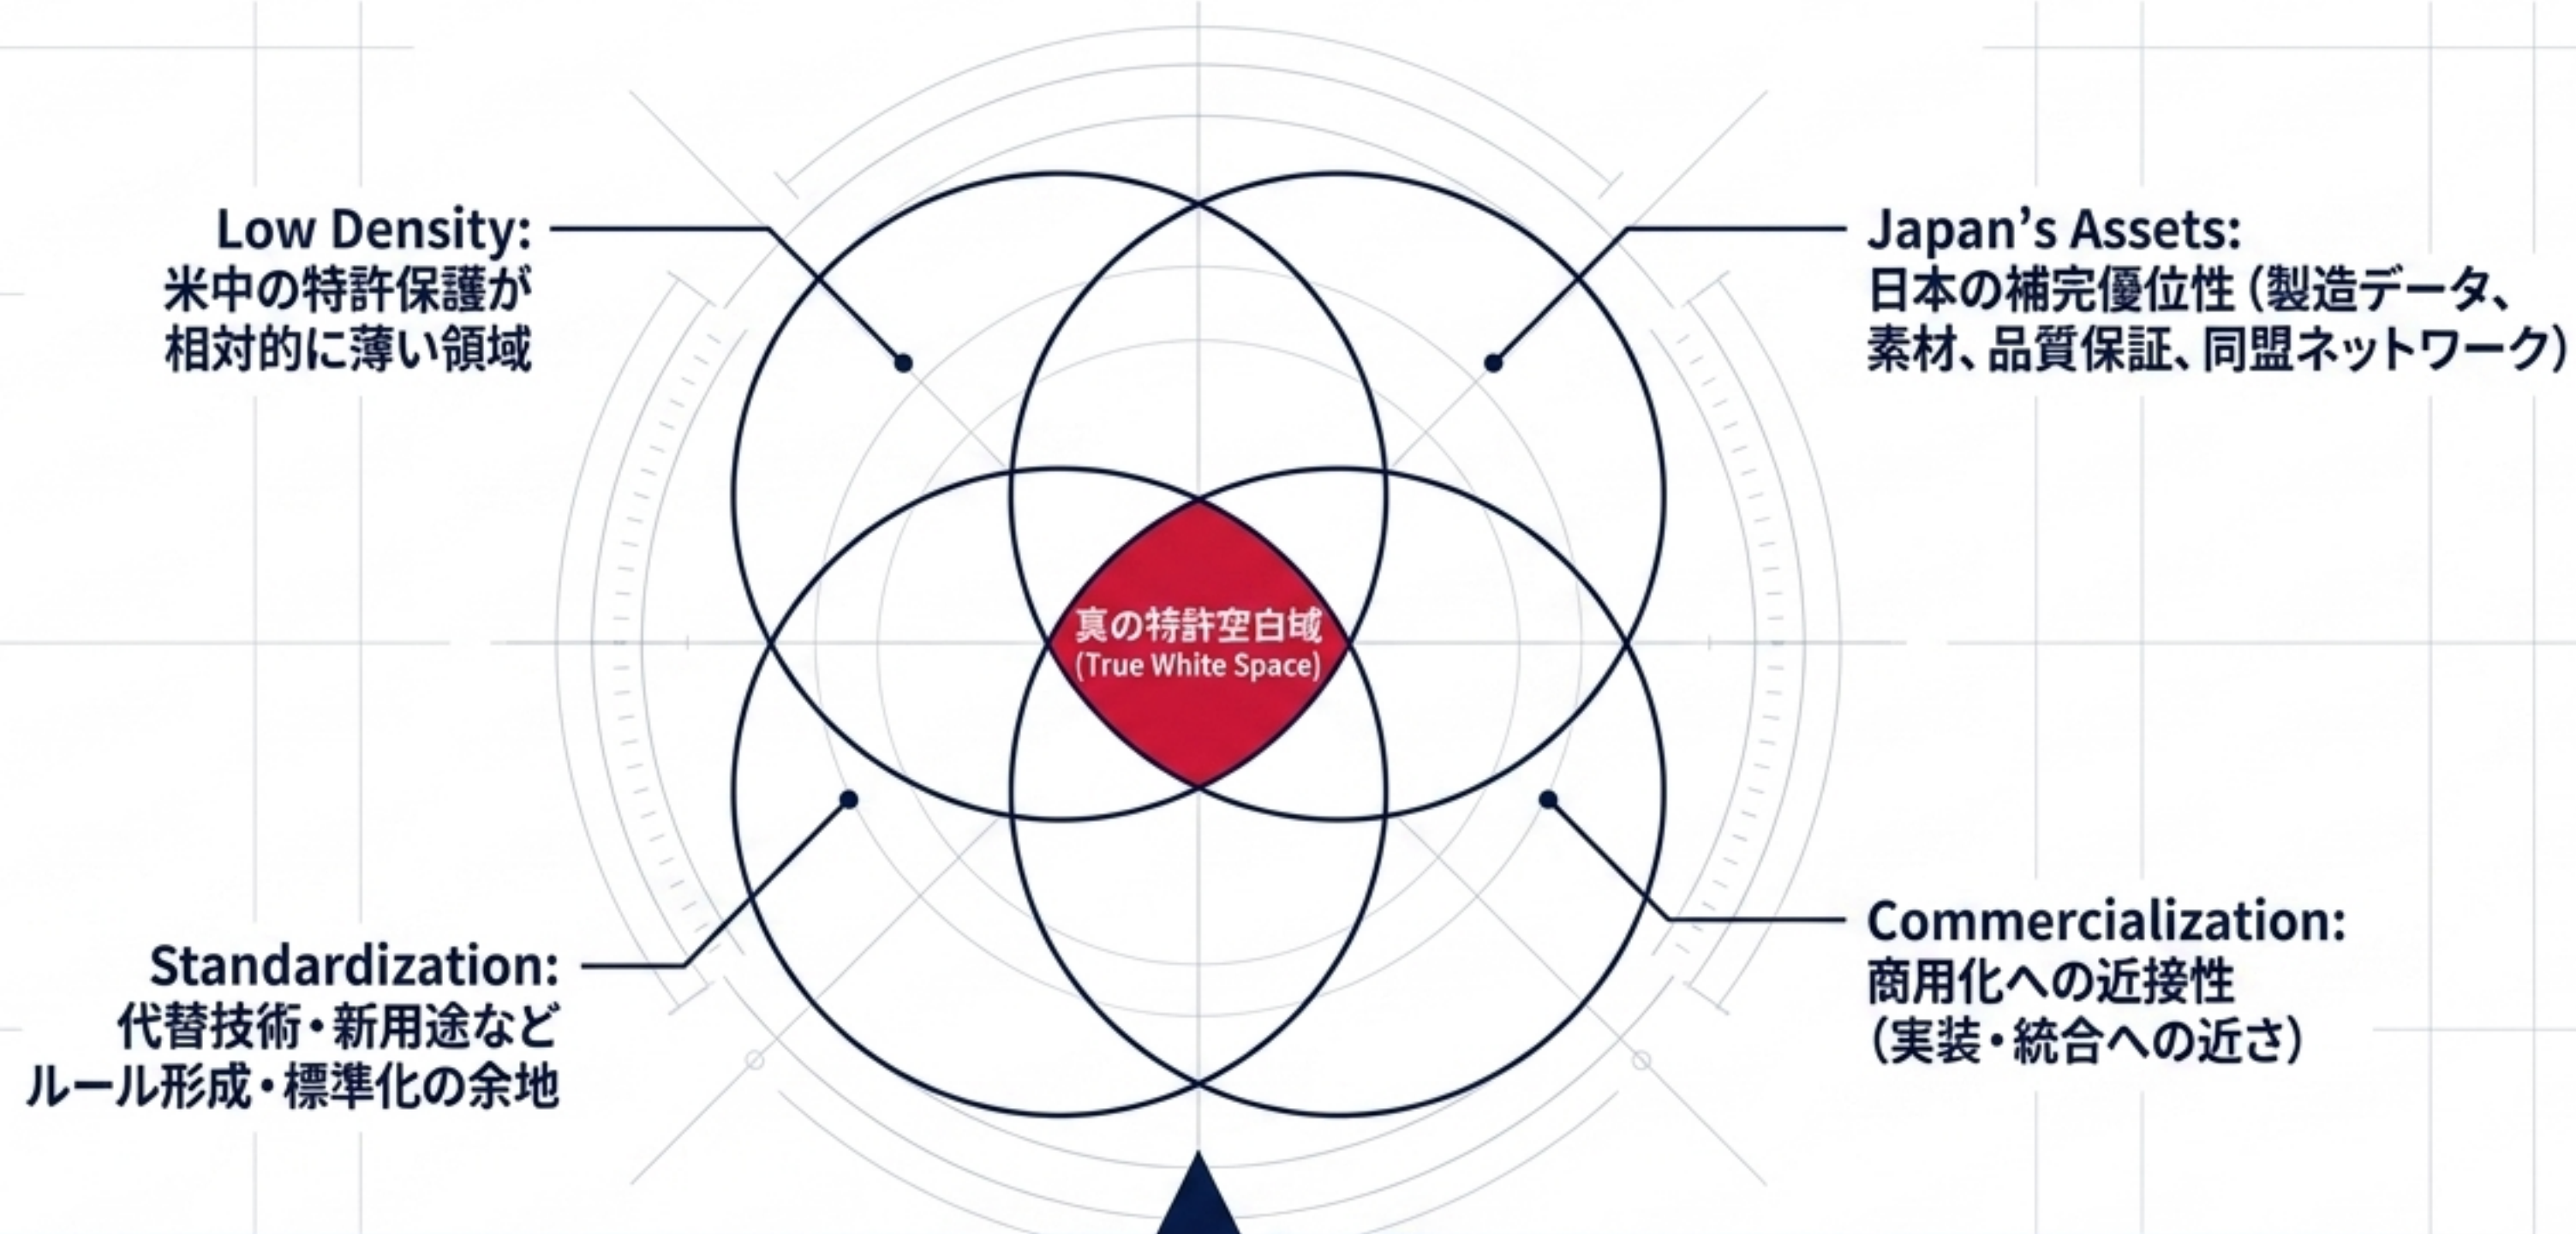 Low Density:
米中の特許保護が
相対的に薄い領域
Japan’s Assets:
日本の補完優位性（製造データ、
素材、品質保証、同盟ネットワーク）
真の特許空白域
(True White Space)
Standardization:
代替技術・新用途など
ルール形成・標準化の余地
Commercialization:
商用化への近接性
（実装・統合への近さ）